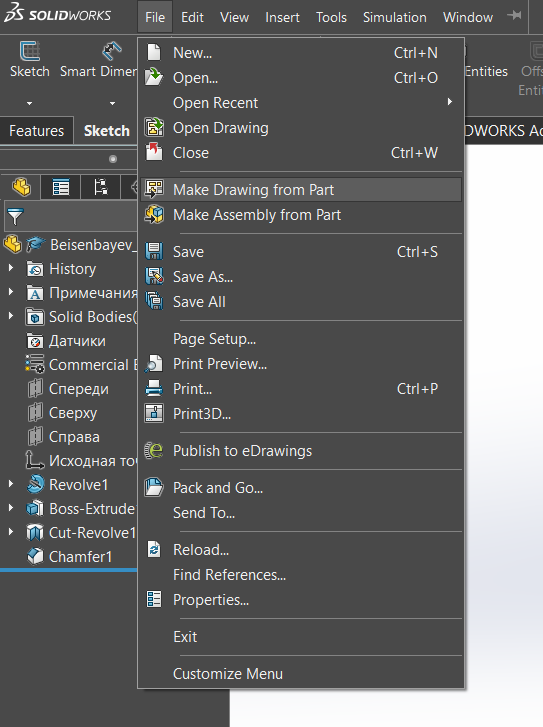 SOLIDWORKS File Edit View Insert Tools Simulation Window
Sketch Smart Dimen Entities Offs
Enti
Features Sketch DWORKS Ad
New... Ctrl+N
Open... Ctrl+O
Open Recent
Open Drawing
Close Ctrl+W
Make Drawing from Part
Make Assembly from Part
Save Ctrl+S
Save As...
Save All
Page Setup...
Print Preview...
Print... Ctrl+P
Print3D...
Publish to eDrawings
Pack and Go...
Send To...
Reload...
Find References...
Properties...
Exit
Customize Menu
Beisenbayev_
History
Примечания
Solid Bodies(
Датчики
Commercial E
Спереди
Сверху
Справа
Исходная то
Revolve1
Boss-Extrude
Cut-Revolve1
Chamfer1